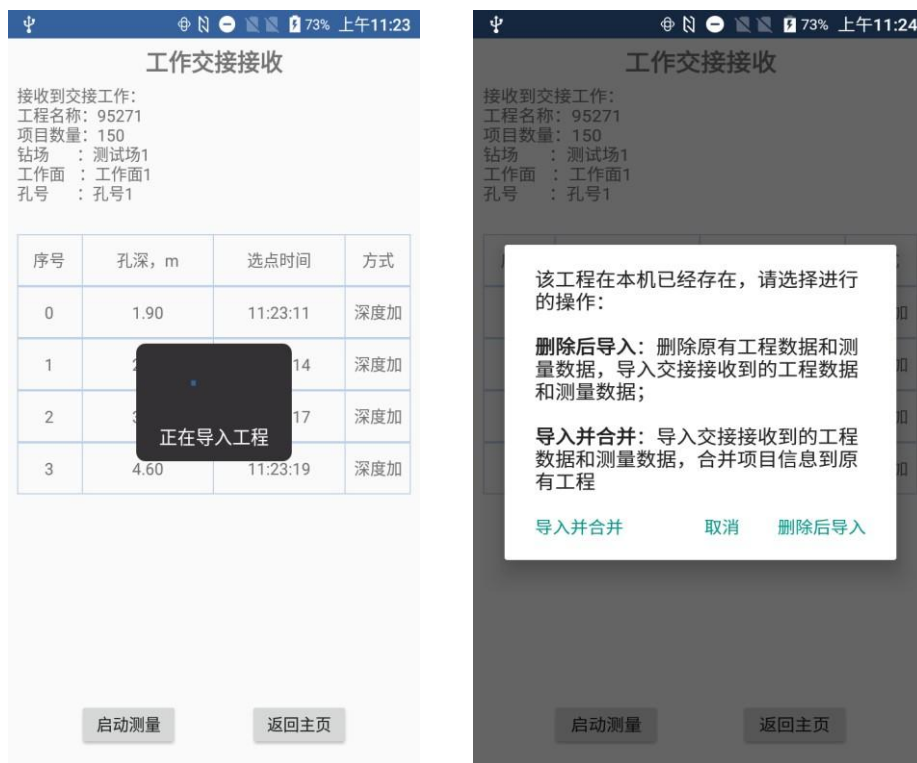 73% 上午11:23
工作交接接收
接收到交接工作：
工程名称：95271
项目数量：150
钻场 ：测试场1
工作面 ：工作面1
孔号 ：孔号1
序号 孔深，m 选点时间 方式
0 1.90 11:23:11 深度加
1 14 深度加
2 17 深度加
正在导入工程
3 4.60 11:23:19 深度加
启动测量 返回主页
73% 上午11:24
工作交接接收
接收到交接工作：
工程名称：95271
项目数量：150
钻场 ：测试场1
工作面 ：工作面1
孔号 ：孔号1
该工程在本机已经存在，请选择进行
的操作：
删除后导入：删除原有工程数据和测
量数据，导入交接接收到的工程数据
和测量数据；
导入并合并：导入交接接收到的工程
数据和测量数据，合并项目信息到原
有工程
导入并合并 取消 删除后导入
启动测量 返回主页